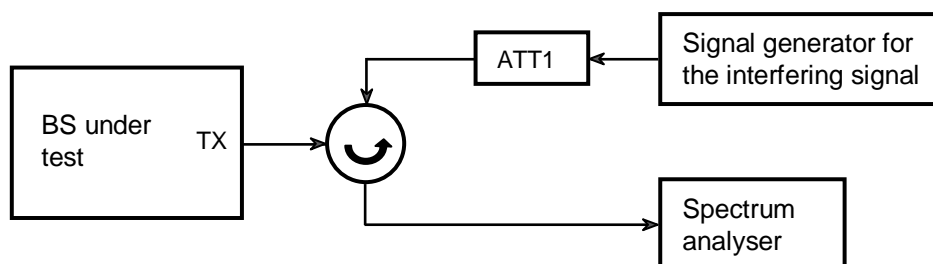 Signal generator for
the interfering signal
ATT1
BS under
test
TX
Spectrum
analyser